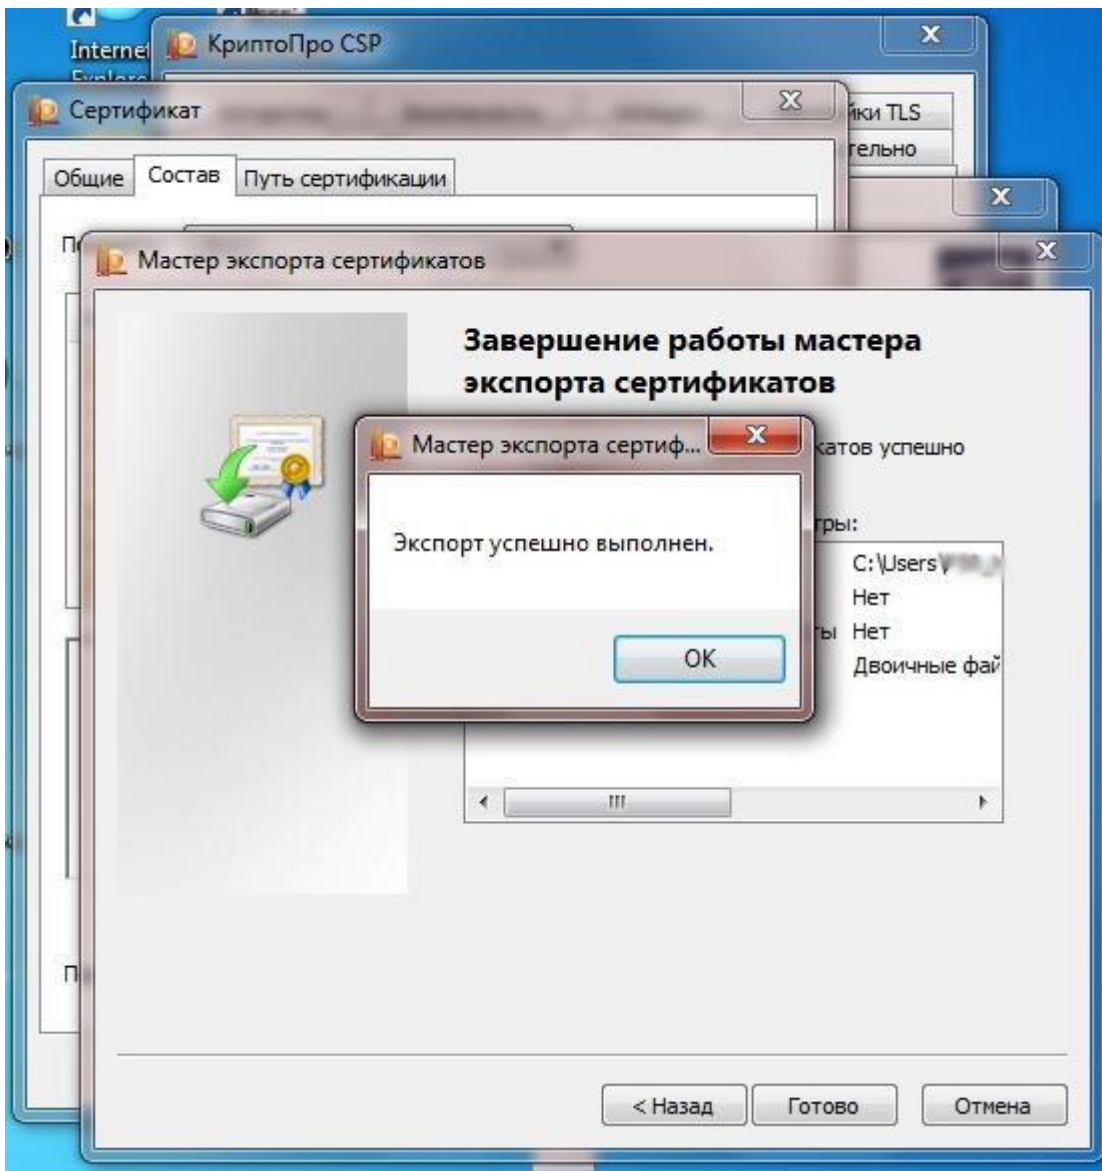 Internet
КриптоПро CSP
Сертификат
йки TLS
тельно
Общие
Состав
Путь сертификации
Мастер экспорта сертификатов
Завершение работы мастера
экспорта сертификатов
Мастер экспорта сертиф...
катов успешно
Экспорт успешно выполнен.
тры:
C:\Users\
Нет
ты Нет
Двоичные фай
OK
< Назад
Готово
Отмена